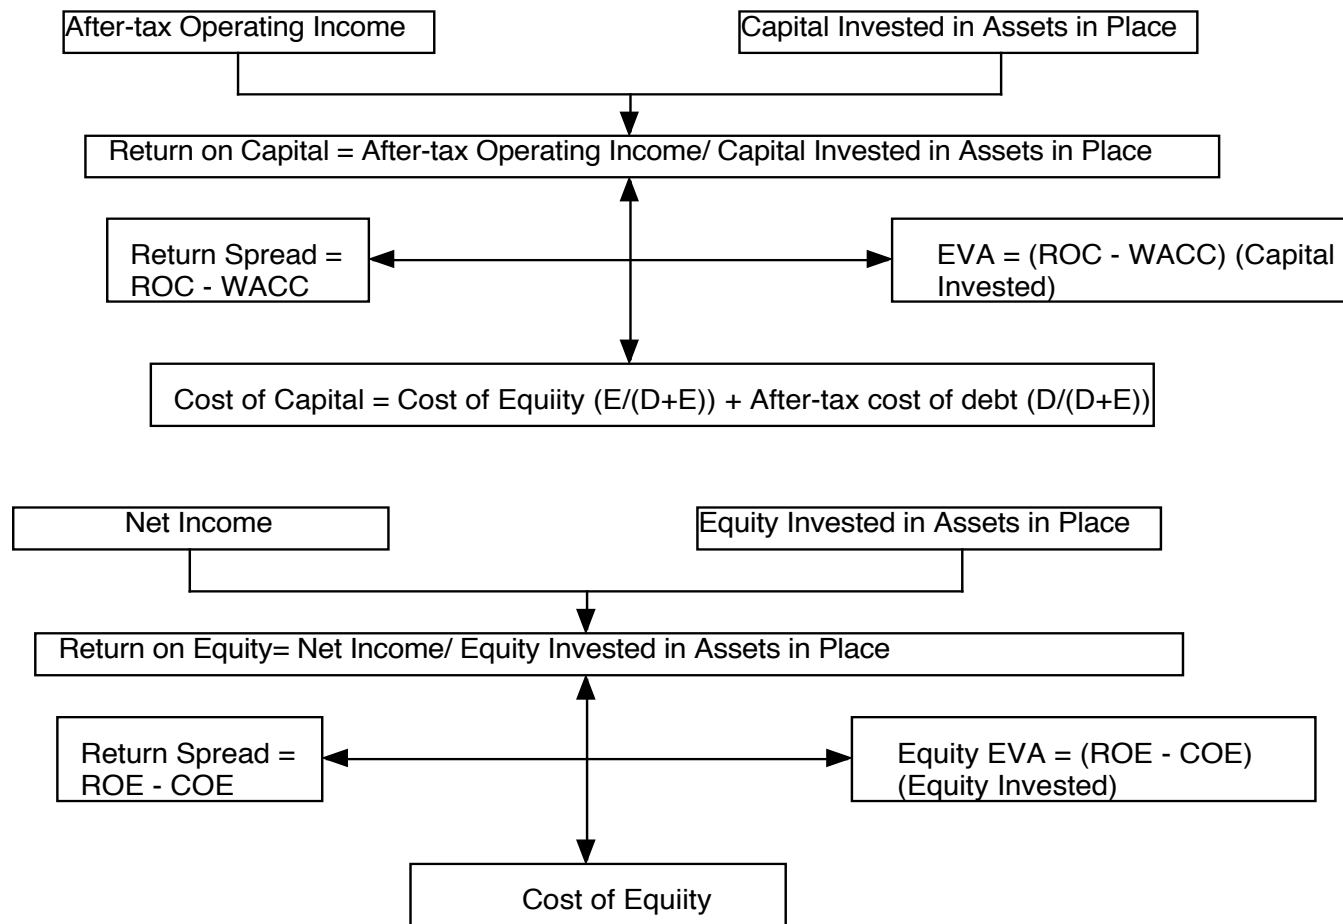 After-tax Operating Income
Capital Invested in Assets in Place
Return on Capital = After-tax Operating Income/ Capital Invested in Assets in Place
Return Spread =
ROC - WACC
EVA = (ROC - WACC) (Capital
Invested)
Cost of Capital = Cost of Equiity (E/(D+E)) + After-tax cost of debt (D/(D+E))
Net Income
Equity Invested in Assets in Place
Return on Equity= Net Income/ Equity Invested in Assets in Place
Return Spread =
ROE - COE
Equity EVA = (ROE - COE)
(Equity Invested)
Cost of Equiity